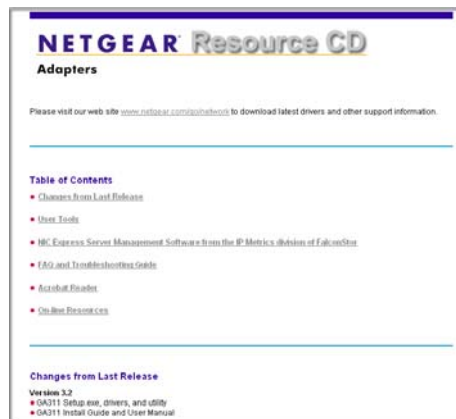 NETGEAR Resource CD
Adapters
Please visit our web site www.netgear.com/go/network to download latest drivers and other support information.
Table of Contents
Changes from Last Release
User Tools
NIC Express Server Management Software from the IP Metrics division of FalconStor
FAQ and Troubleshooting Guide
Acrobat Reader
On-line Resources
Changes from Last Release
Version 3.2
GA311 Setup.exe, drivers, and utility
GA311 Install Guide and User Manual